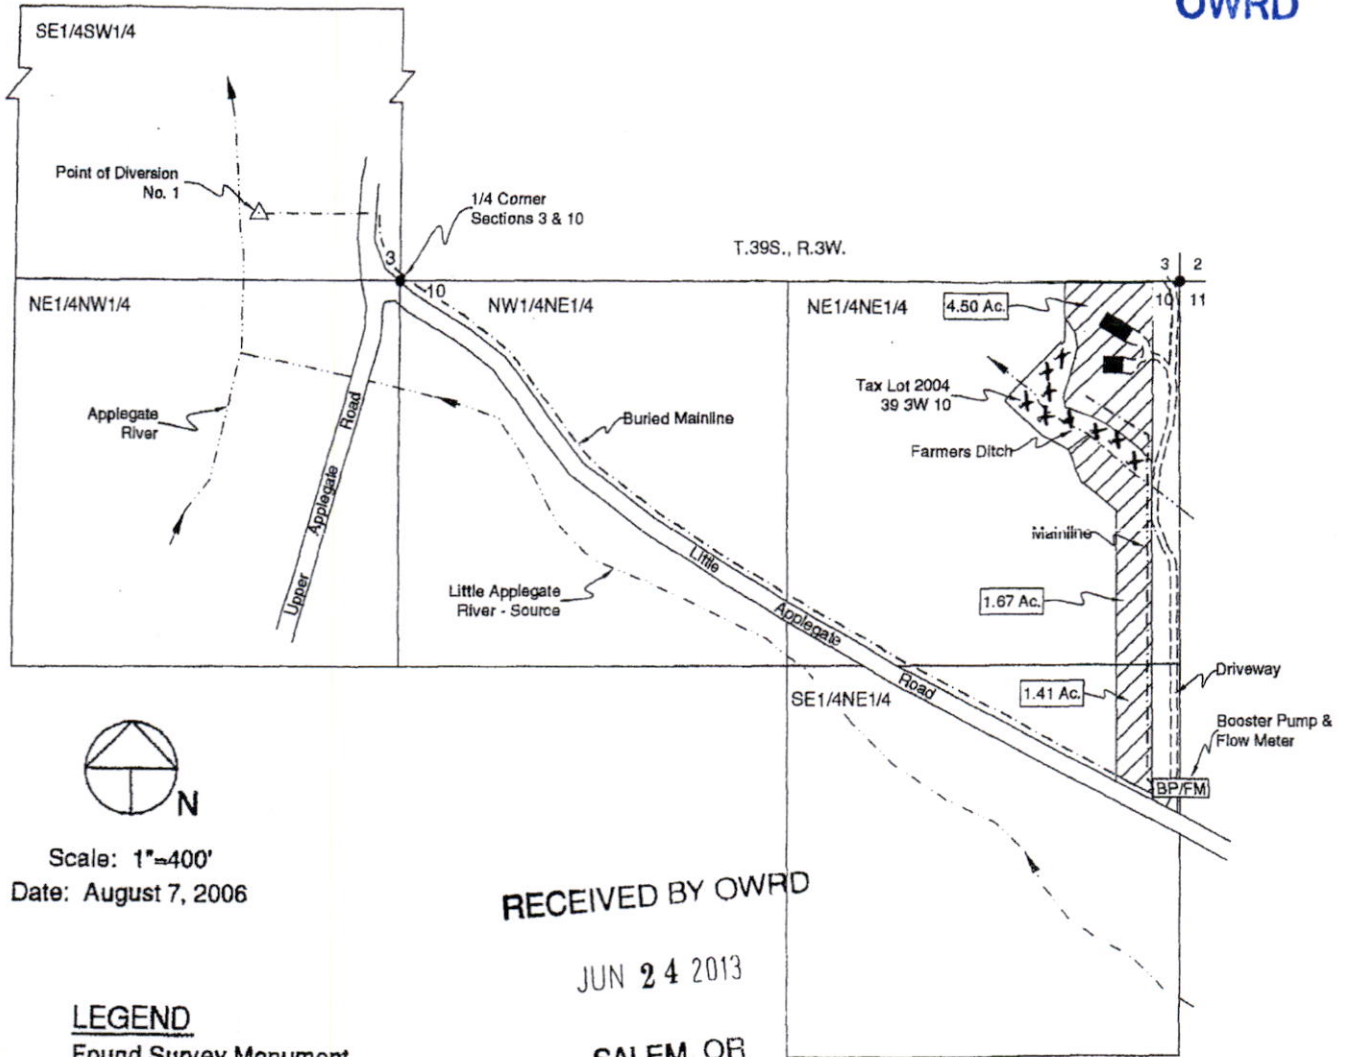 OWRD
SE1/4SW1/4
Point of Diversion
No. 1
1/4 Corner
Sections 3 & 10
T.39S., R.3W.
3
10
3 2
10 11
NE1/4NW1/4
NW1/4NE1/4
NE1/4NE1/4
4.50 Ac.
Tax Lot 2004
39 3W 10
Applegate
River
Upper Applegate Road
Buried Mainline
Farmers Ditch
Mainline
Little Applegate
River - Source
Little Applegate Road
1.67 Ac.
SE1/4NE1/4
1.41 Ac.
Driveway
Booster Pump &
Flow Meter
BP/FM
N
Scale: 1"=400'
Date: August 7, 2006
RECEIVED BY OWRD
JUN 24 2013
SALEM, OR
LEGEND
Found Survey Monument